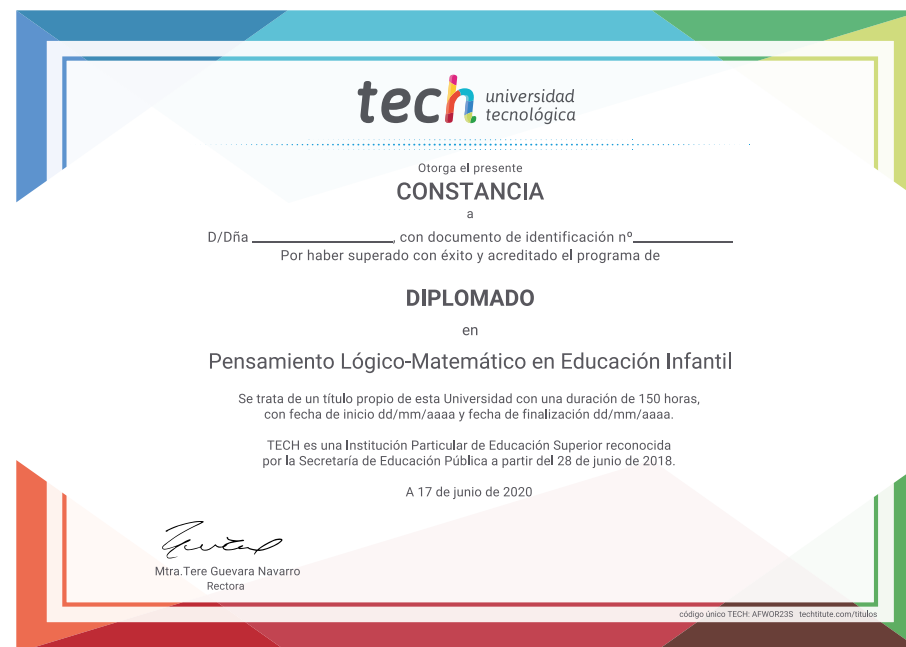 tech universidad
tecnológica
Otorga el presente
CONSTANCIA
a
D/Dña , con documento de identificación nº
Por haber superado con éxito y acreditado el programa de
DIPLOMADO
en
Pensamiento Lógico-Matemático en Educación Infantil
Se trata de un título propio de esta Universidad con una duración de 150 horas,
con fecha de inicio dd/mm/aaaa y fecha de finalización dd/mm/aaaa.
TECH es una Institución Particular de Educación Superior reconocida
por la Secretaría de Educación Pública a partir del 28 de junio de 2018.
A 17 de junio de 2020
Mtra.Tere Guevara Navarro
Rectora
código único TECH: AFWOR23S techtitute.com/titulos